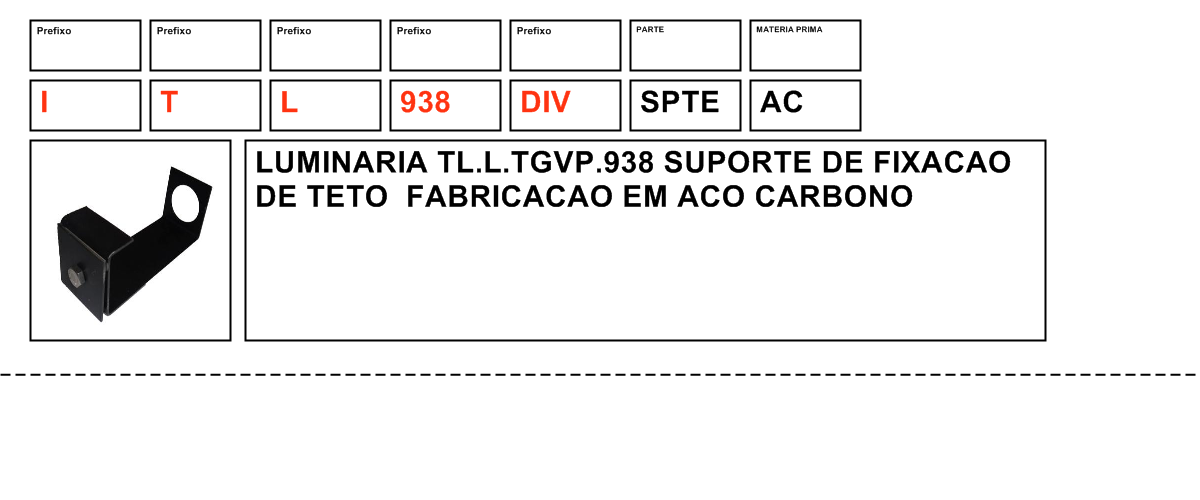 Prefixo Prefixo Prefixo Prefixo Prefixo PARTE MATERIA PRIMA
I T L 938 DIV SPTE AC
LUMINARIA TL.L.TGVP.938 SUPORTE DE FIXACAO
DE TETO  FABRICACAO EM ACO CARBONO